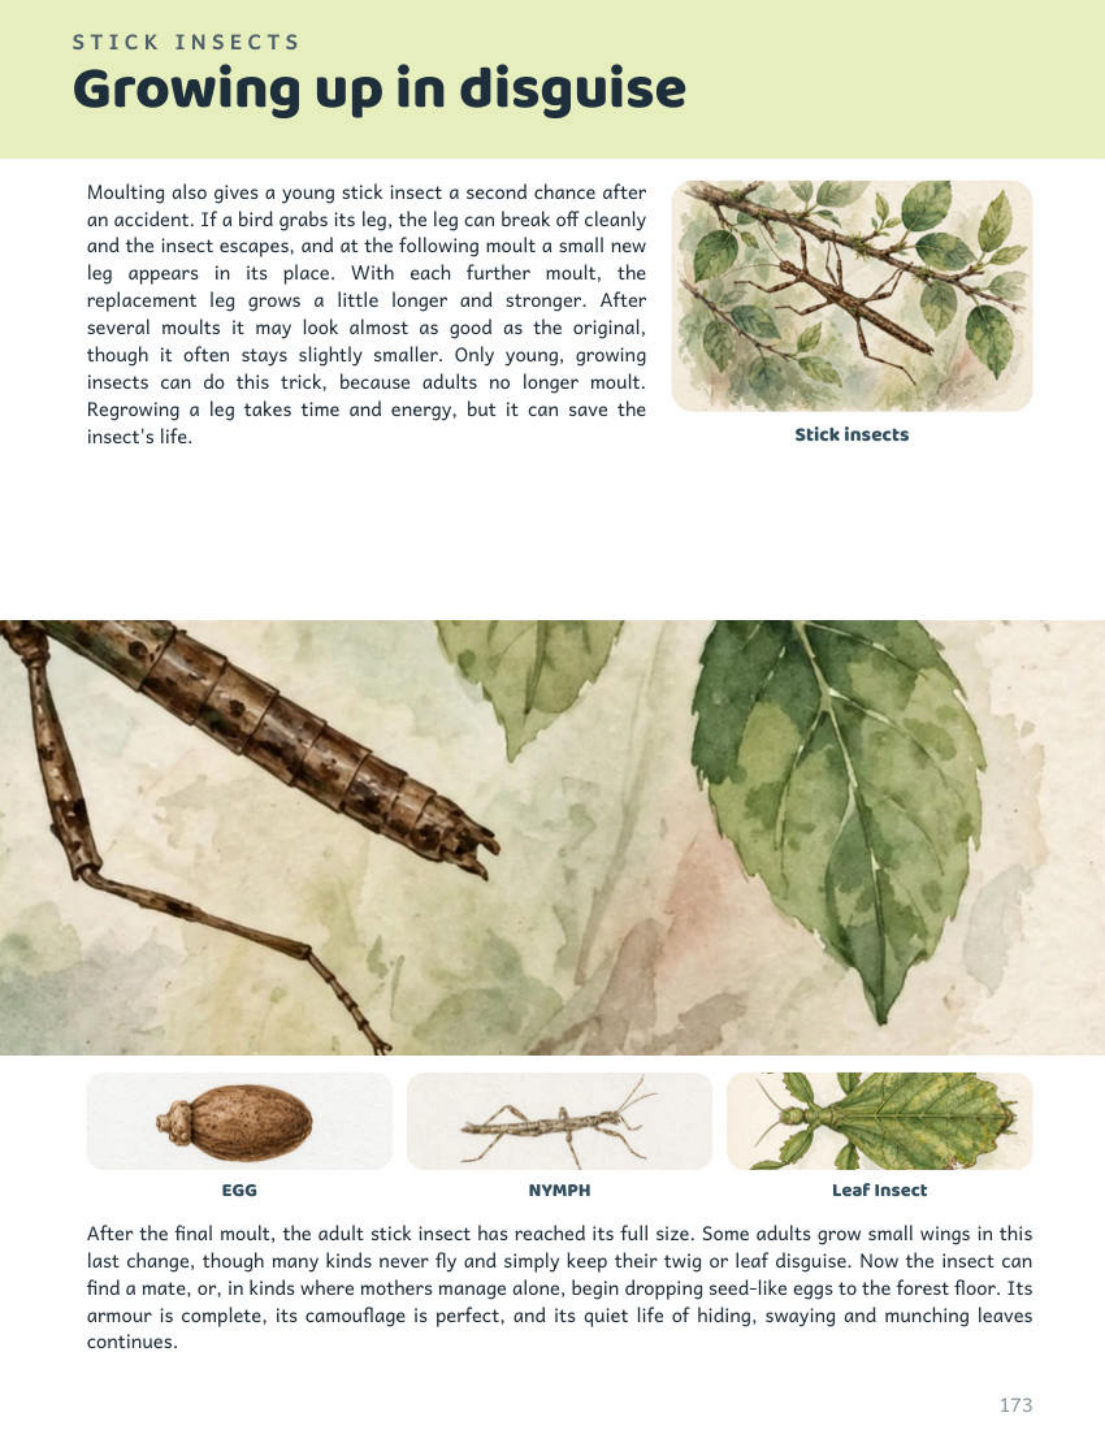 STICK INSECTS
Growing up in disguise
Moulting also gives a young stick insect a second chance after
an accident. If a bird grabs its leg, the leg can break off cleanly
and the insect escapes, and at the following moult a small new
leg appears in its place. With each further moult, the
replacement leg grows a little longer and stronger. After
several moults it may look almost as good as the original,
though it often stays slightly smaller. Only young, growing
insects can do this trick, because adults no longer moult.
Regrowing a leg takes time and energy, but it can save the
insect's life.
Stick insects
EGG
NYMPH
Leaf Insect
After the final moult, the adult stick insect has reached its full size. Some adults grow small wings in this
last change, though many kinds never fly and simply keep their twig or leaf disguise. Now the insect can
find a mate, or, in kinds where mothers manage alone, begin dropping seed-like eggs to the forest floor. Its
armour is complete, its camouflage is perfect, and its quiet life of hiding, swaying and munching leaves
continues.
173